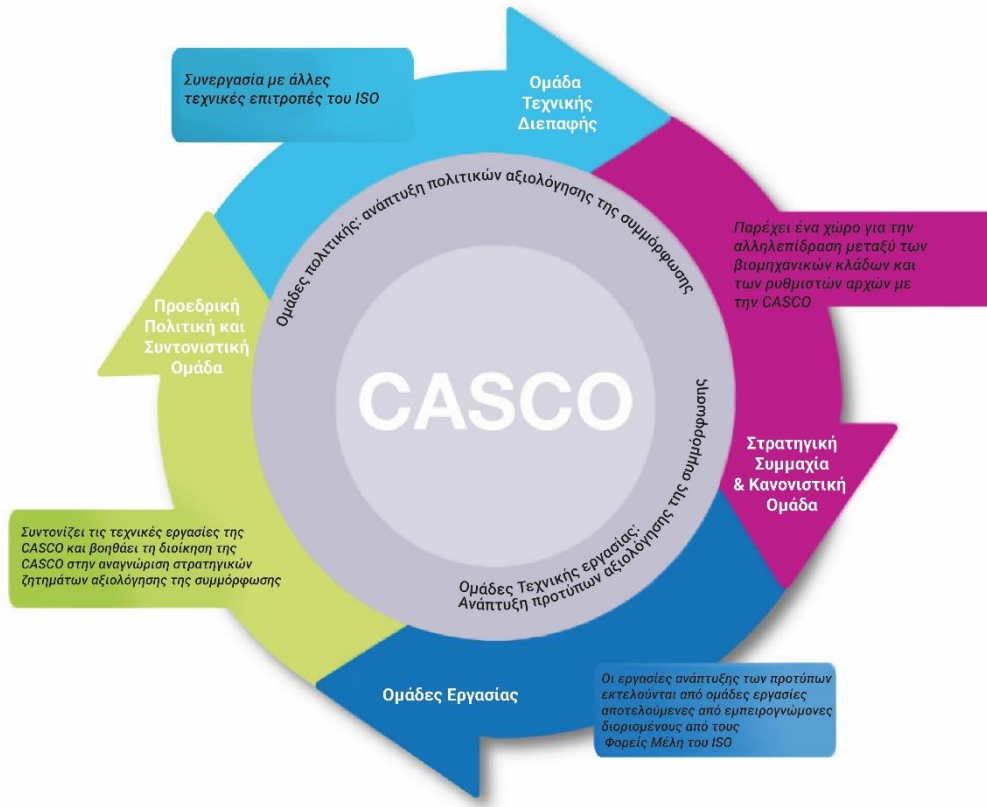 Συνεργασία με άλλες
τεχνικές επιτροπές του ISO
Ομάδα
Τεχνικής
Διεπαφής
Παρέχει ένα χώρο για την
αλληλεπίδραση μεταξύ των
βιομηχανικών κλάδων και
των ρυθμιστών αρχών με
την CASCO
Προεδρική
Πολιτική και
Συντονιστική
Ομάδα
Ομάδες πολιτικής: ανάπτυξη πολιτικών αξιολόγησης της συμμόρφωσης
CASCO
Στρατηγική
Συμμαχία
& Κανονιστική
Ομάδα
Συντονίζει τις τεχνικές εργασίες της
CASCO και βοηθάει τη διοίκηση της
CASCO στην αναγνώριση στρατηγικών
ζητημάτων αξιολόγησης της συμμόρφωσης
Ομάδες Τεχνικής εργασίας:
Ανάπτυξη προτύπων αξιολόγησης της συμμόρφωσης
Ομάδες Εργασίας
Οι εργασίες ανάπτυξης των προτύπων
εκτελούνται από ομάδες εργασίες
αποτελούμενες από εμπειρογνώμονες
διορισμένους από τους
Φορείς Μέλη του ISO